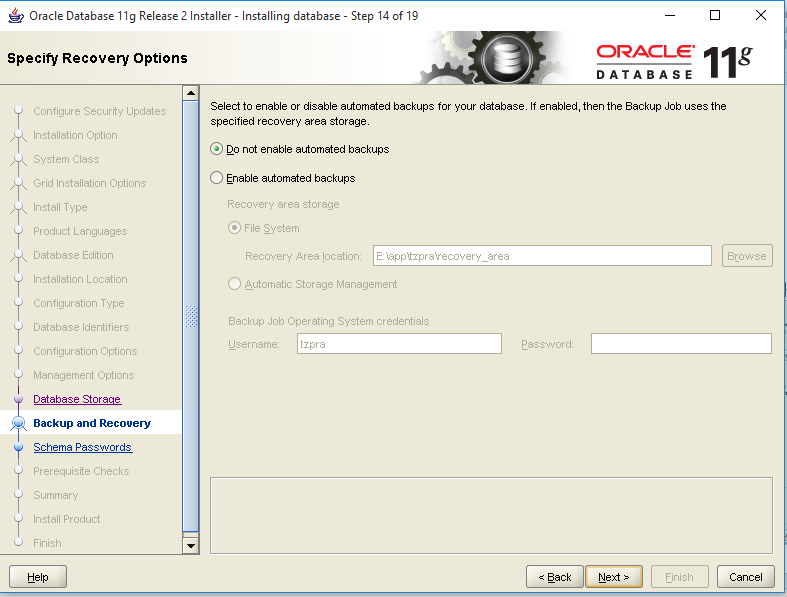 Oracle Database 11g Release 2 Installer - Installing database - Step 14 of 19
Specify Recovery Options
ORACLE
DATABASE
11g
Configure Security Updates
Installation Option
System Class
Grid Installation Options
Install Type
Product Languages
Database Edition
Installation Location
Configuration Type
Database Identifiers
Configuration Options
Management Options
Database Storage
Backup and Recovery
Schema Passwords
Prerequisite Checks
Summary
Install Product
Finish
Select to enable or disable automated backups for your database. If enabled, then the Backup Job uses the
specified recovery area storage.
Do not enable automated backups
Enable automated backups
Recovery area storage
File System
Recovery Area location: E:\app\tzpra\recovery_area Browse
Automatic Storage Management
Backup Job Operating System credentials
Username: tzpra Password:
Help < Back Next > Finish Cancel